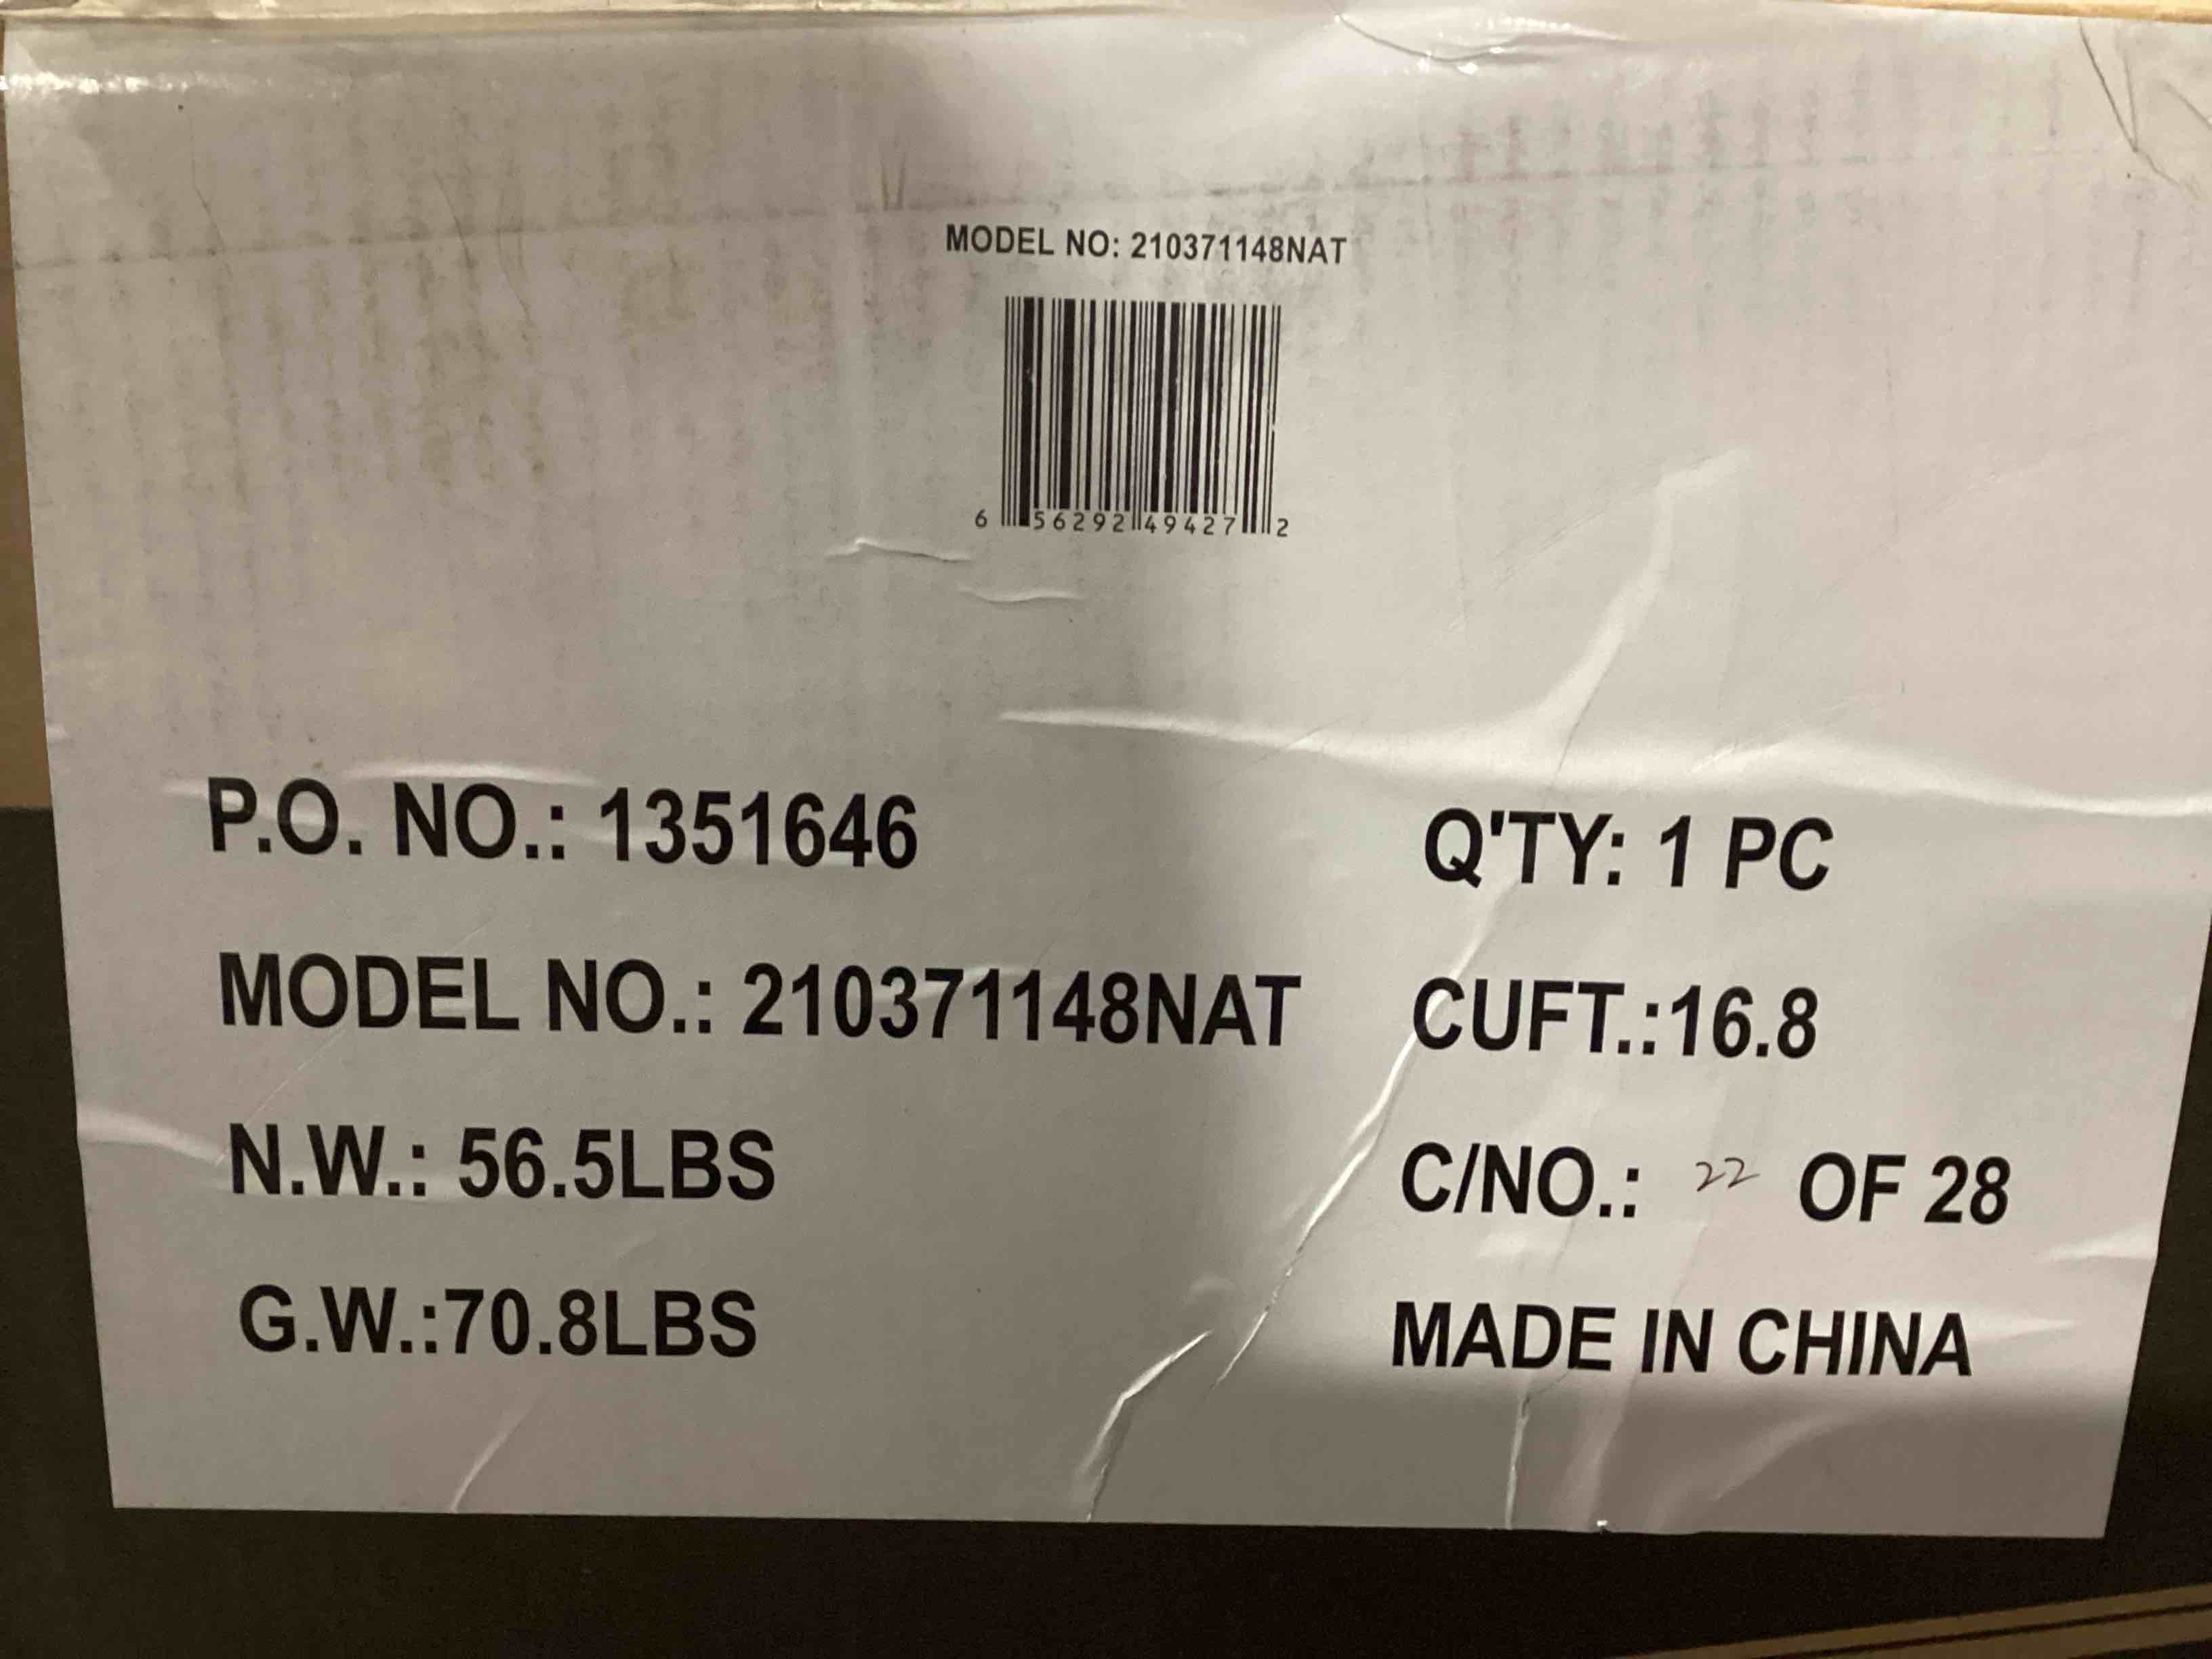 MODEL NO: 210371148NAT
6 56292 49427 2
P.O. NO.: 1351646
Q'TY: 1 PC
MODEL NO.: 210371148NAT
CUFT.:16.8
N.W.: 56.5LBS
C/NO.: 22 OF 28
G.W.:70.8LBS
MADE IN CHINA